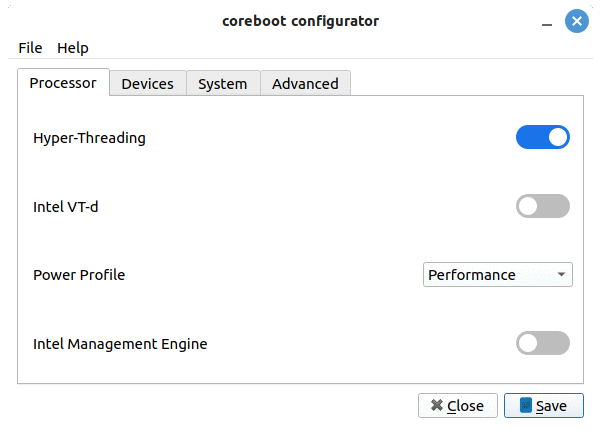 coreboot configurator
File Help
Processor Devices System Advanced
Hyper-Threading
Intel VT-d
Power Profile Performance
Intel Management Engine
Close Save